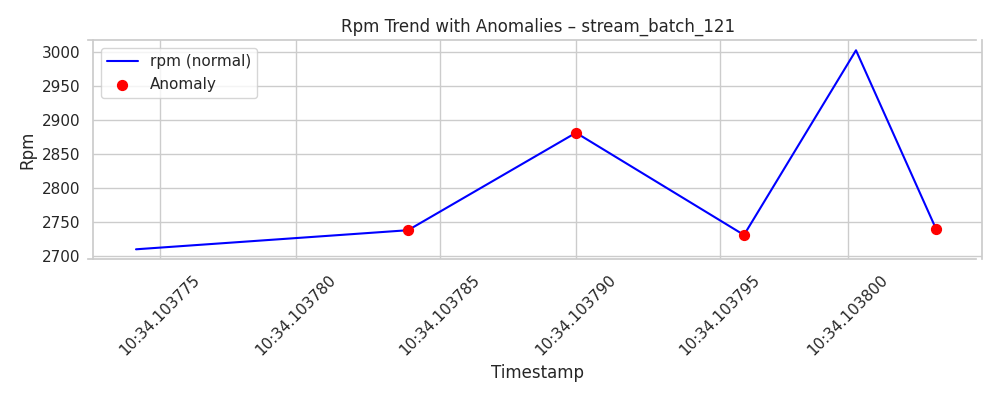 Rpm Trend with Anomalies – stream_batch_121
rpm (normal)
Anomaly
3000
2950
2900
2850
2800
2750
2700
Rpm
10:34.103775
10:34.103780
10:34.103785
10:34.103790
10:34.103795
10:34.103800
Timestamp